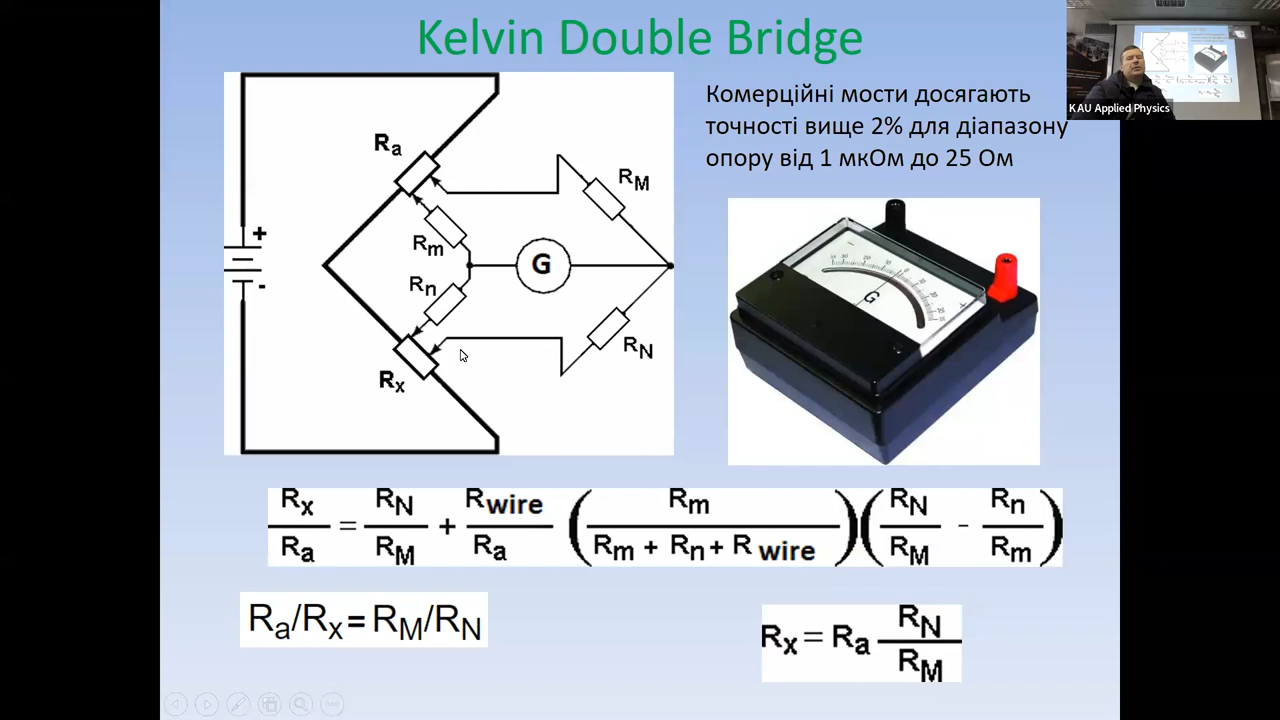 Kelvin Double Bridge
Комерційні мости досягають
точності вище 2% для діапазону
опору від 1 мкОм до 25 Ом
K AU Applied Physics
Ra
RM
+
Rm
G
-
Rn
RN
Rx
G
Rx/Ra = RN/RM + Rwire/Ra (Rm/(Rm + Rn + Rwire))(RN/RM - Rn/Rm)
Ra/Rx = RM/RN
Rx = Ra RN/RM